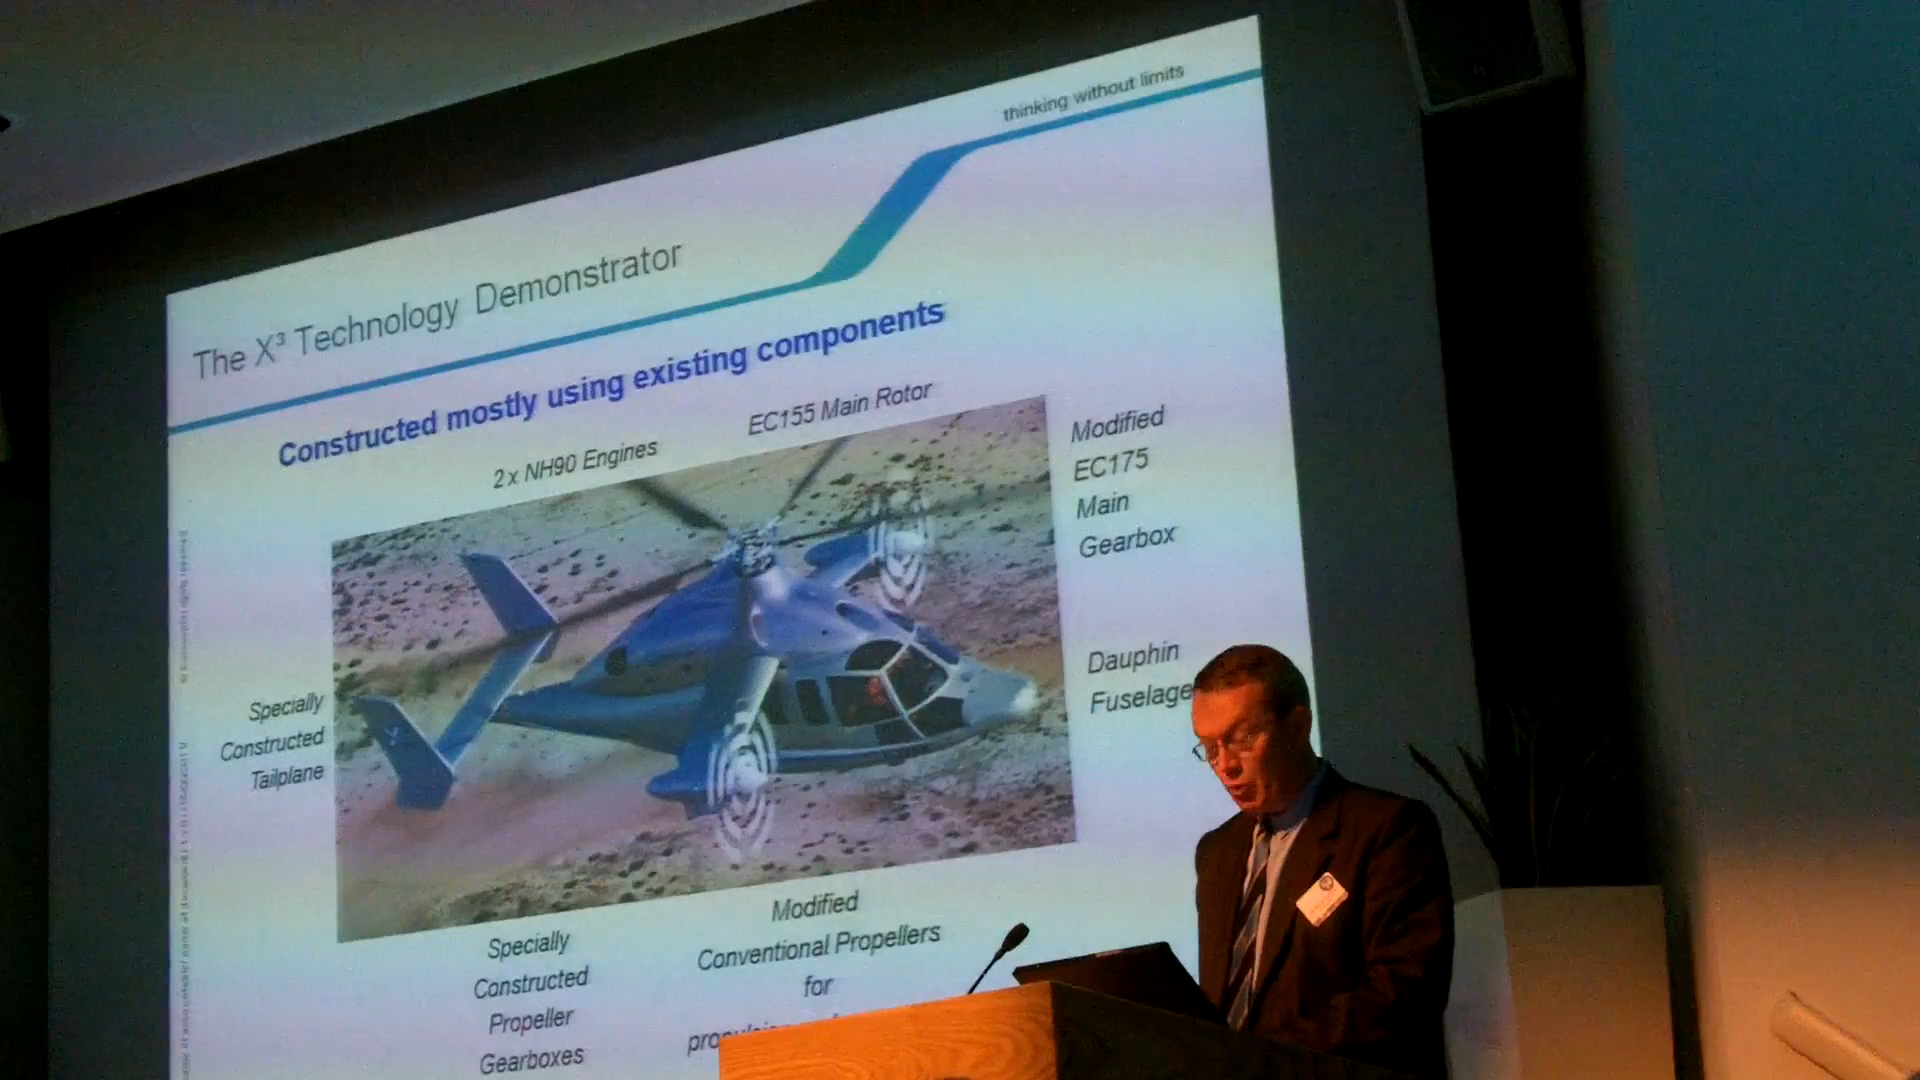 thinking without limits
The X³ Technology Demonstrator
Constructed mostly using existing components
2 x NH90 Engines
EC155 Main Rotor
Modified
EC175
Main
Gearbox
Dauphin
Fuselage
Specially
Constructed
Tailplane
Specially
Constructed
Propeller
Gearboxes
Modified
Conventional Propellers
for